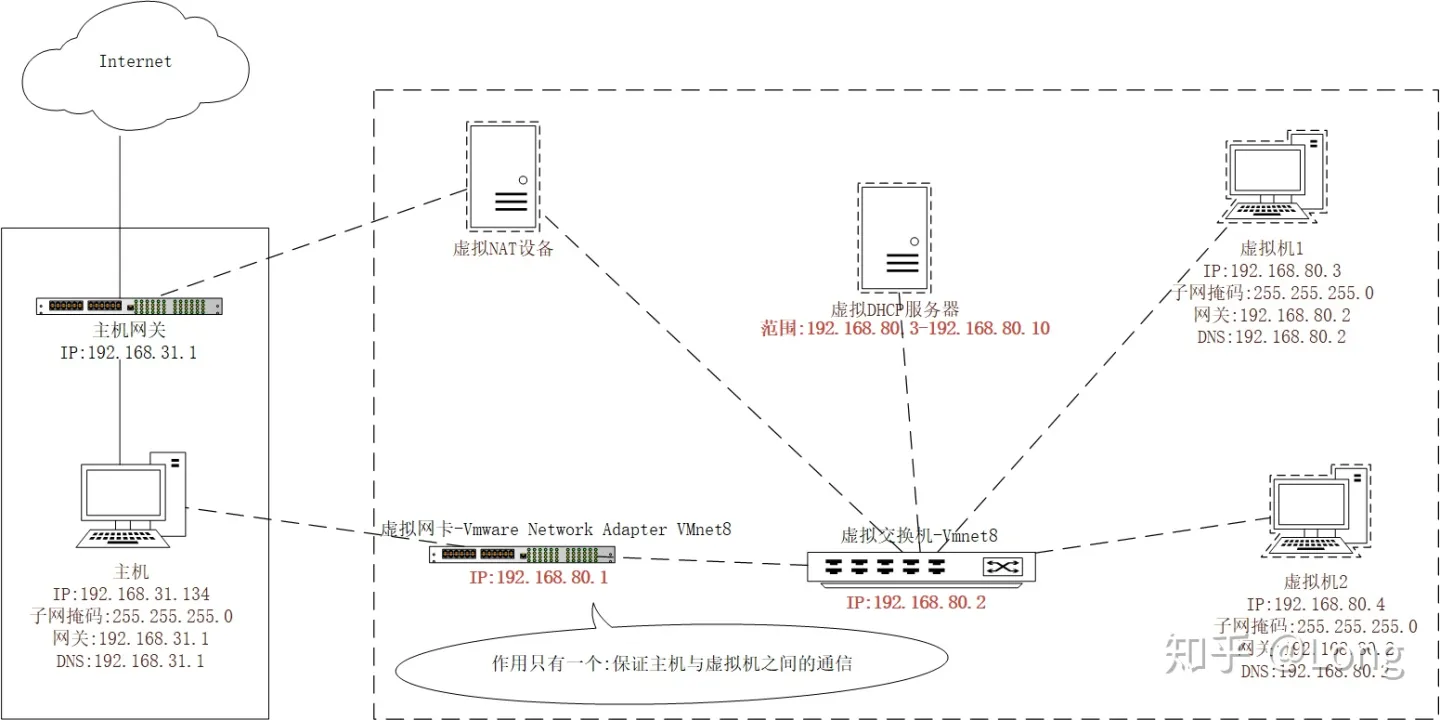 Internet
主机网关
IP:192.168.31.1
主机
IP:192.168.31.134
子网掩码:255.255.255.0
网关:192.168.31.1
DNS:192.168.31.1
虚拟NAT设备
虚拟DHCP服务器
范围:192.168.80.3-192.168.80.10
虚拟机1
IP:192.168.80.3
子网掩码:255.255.255.0
网关:192.168.80.2
DNS:192.168.80.2
虚拟网卡-Vmware Network Adapter VMnet8
IP:192.168.80.1
虚拟交换机-Vmnet8
IP:192.168.80.2
作用只有一个:保证主机与虚拟机之间的通信
虚拟机2
IP:192.168.80.4
子网掩码:255.255.255.0
网关:192.168.80.2
DNS:192.168.80.2
知乎 @Long